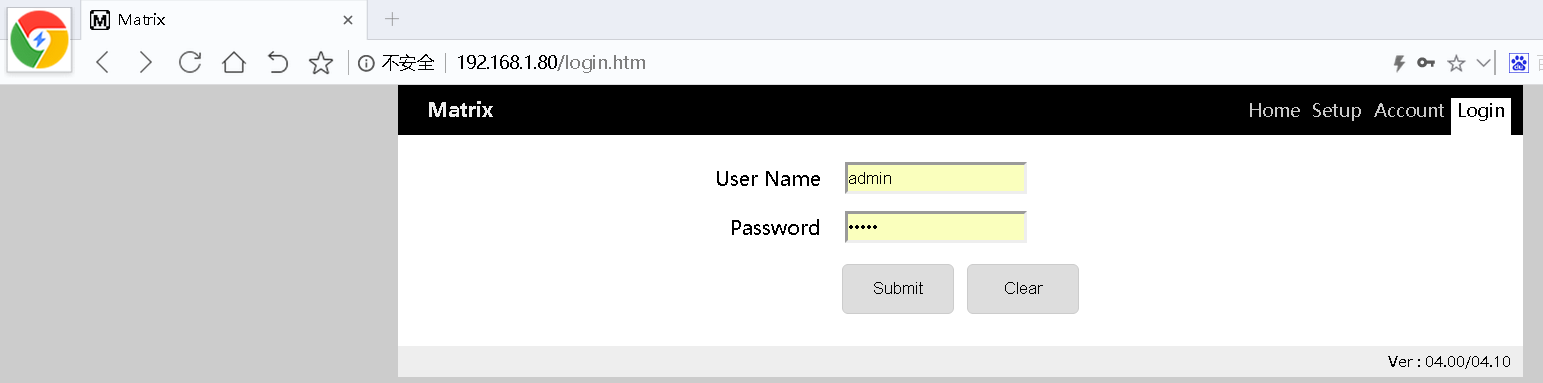 Matrix
不安全 192.168.1.80/login.htm
Matrix Home Setup Account Login
User Name admin
Password •••••
Submit Clear
Ver : 04.00/04.10